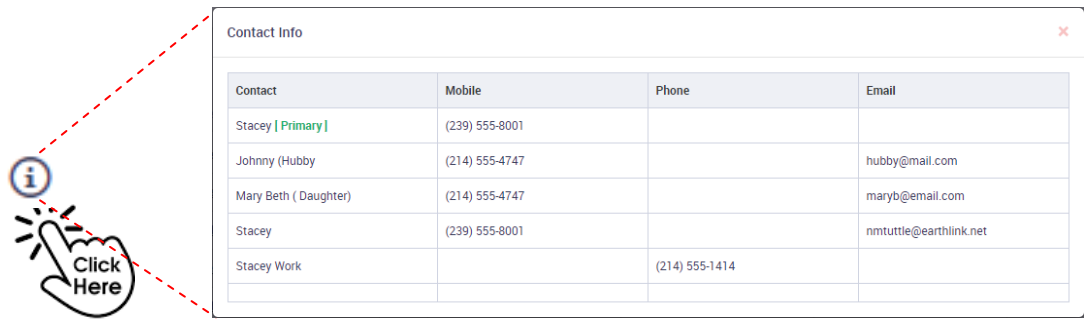 Contact Info
Contact Mobile Phone Email
Stacey | Primary | (239) 555-8001
Johnny (Hubby (214) 555-4747 hubby@mail.com
Mary Beth ( Daughter) (214) 555-4747 maryb@email.com
Stacey (239) 555-8001 nmtuttle@earthlink.net
Stacey Work (214) 555-1414
i
Click
Here